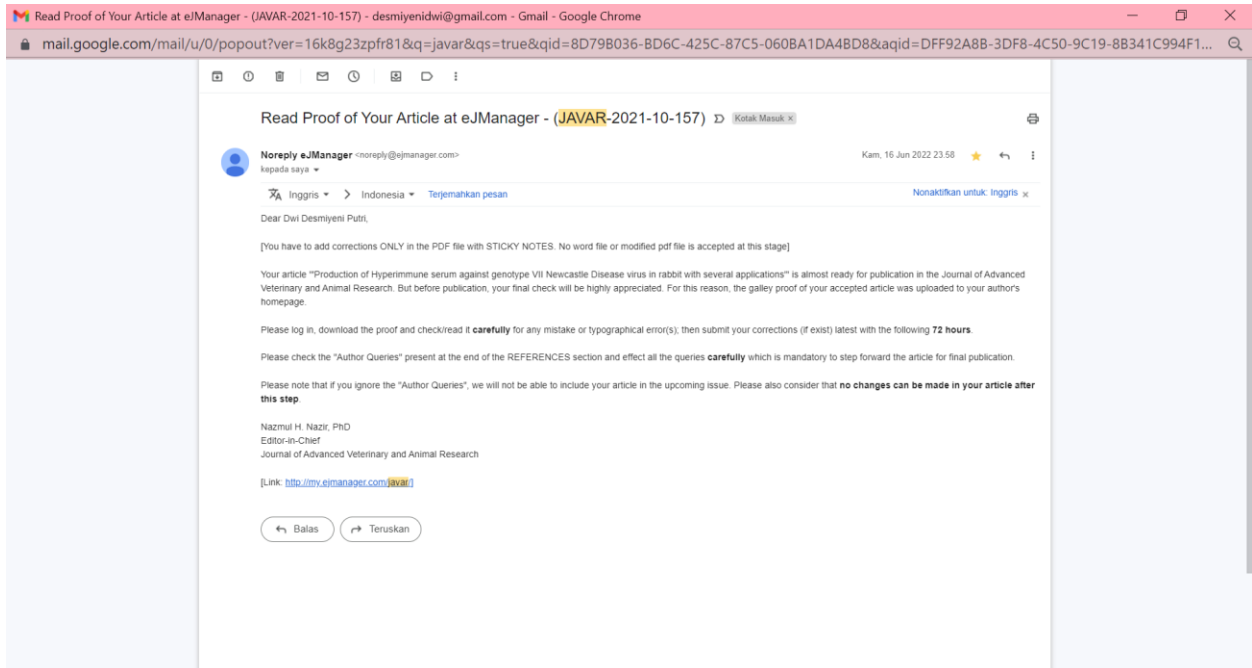 Read Proof of Your Article at eJManager - (JAVAR-2021-10-157) - desmiyenidwi@gmail.com - Gmail - Google Chrome
mail.google.com/mail/u/0/popout?ver=16k8g23zpfr81&q=javar&qs=true&qid=8D79B036-BD6C-425C-87C5-060BA1DA4BD8&aqid=DFF92A8B-3DF8-4C50-9C19-8B341C994F1...
Read Proof of Your Article at eJManager - (JAVAR-2021-10-157) Kotak Masuk ×
Noreply eJManager <noreply@ejmanager.com> Kam, 16 Jun 2022 23.58
kepada saya
Inggris > Indonesia Terjemahkan pesan Nonaktifkan untuk: Inggris ×
Dear Dwi Desmiyeni Putri,
[You have to add corrections ONLY in the PDF file with STICKY NOTES. No word file or modified pdf file is accepted at this stage]
Your article '"Production of Hyperimmune serum against genotype VII Newcastle Disease virus in rabbit with several applications"' is almost ready for publication in the Journal of Advanced
Veterinary and Animal Research. But before publication, your final check will be highly appreciated. For this reason, the galley proof of your accepted article was uploaded to your author's
homepage.
Please log in, download the proof and check/read it carefully for any mistake or typographical error(s); then submit your corrections (if exist) latest with the following 72 hours.
Please check the "Author Queries" present at the end of the REFERENCES section and effect all the queries carefully which is mandatory to step forward the article for final publication.
Please note that if you ignore the "Author Queries", we will not be able to include your article in the upcoming issue. Please also consider that no changes can be made in your article after
this step.
Nazmul H. Nazir, PhD
Editor-in-Chief
Journal of Advanced Veterinary and Animal Research
[Link: http://my.ejmanager.com/javar/]
Balas Teruskan